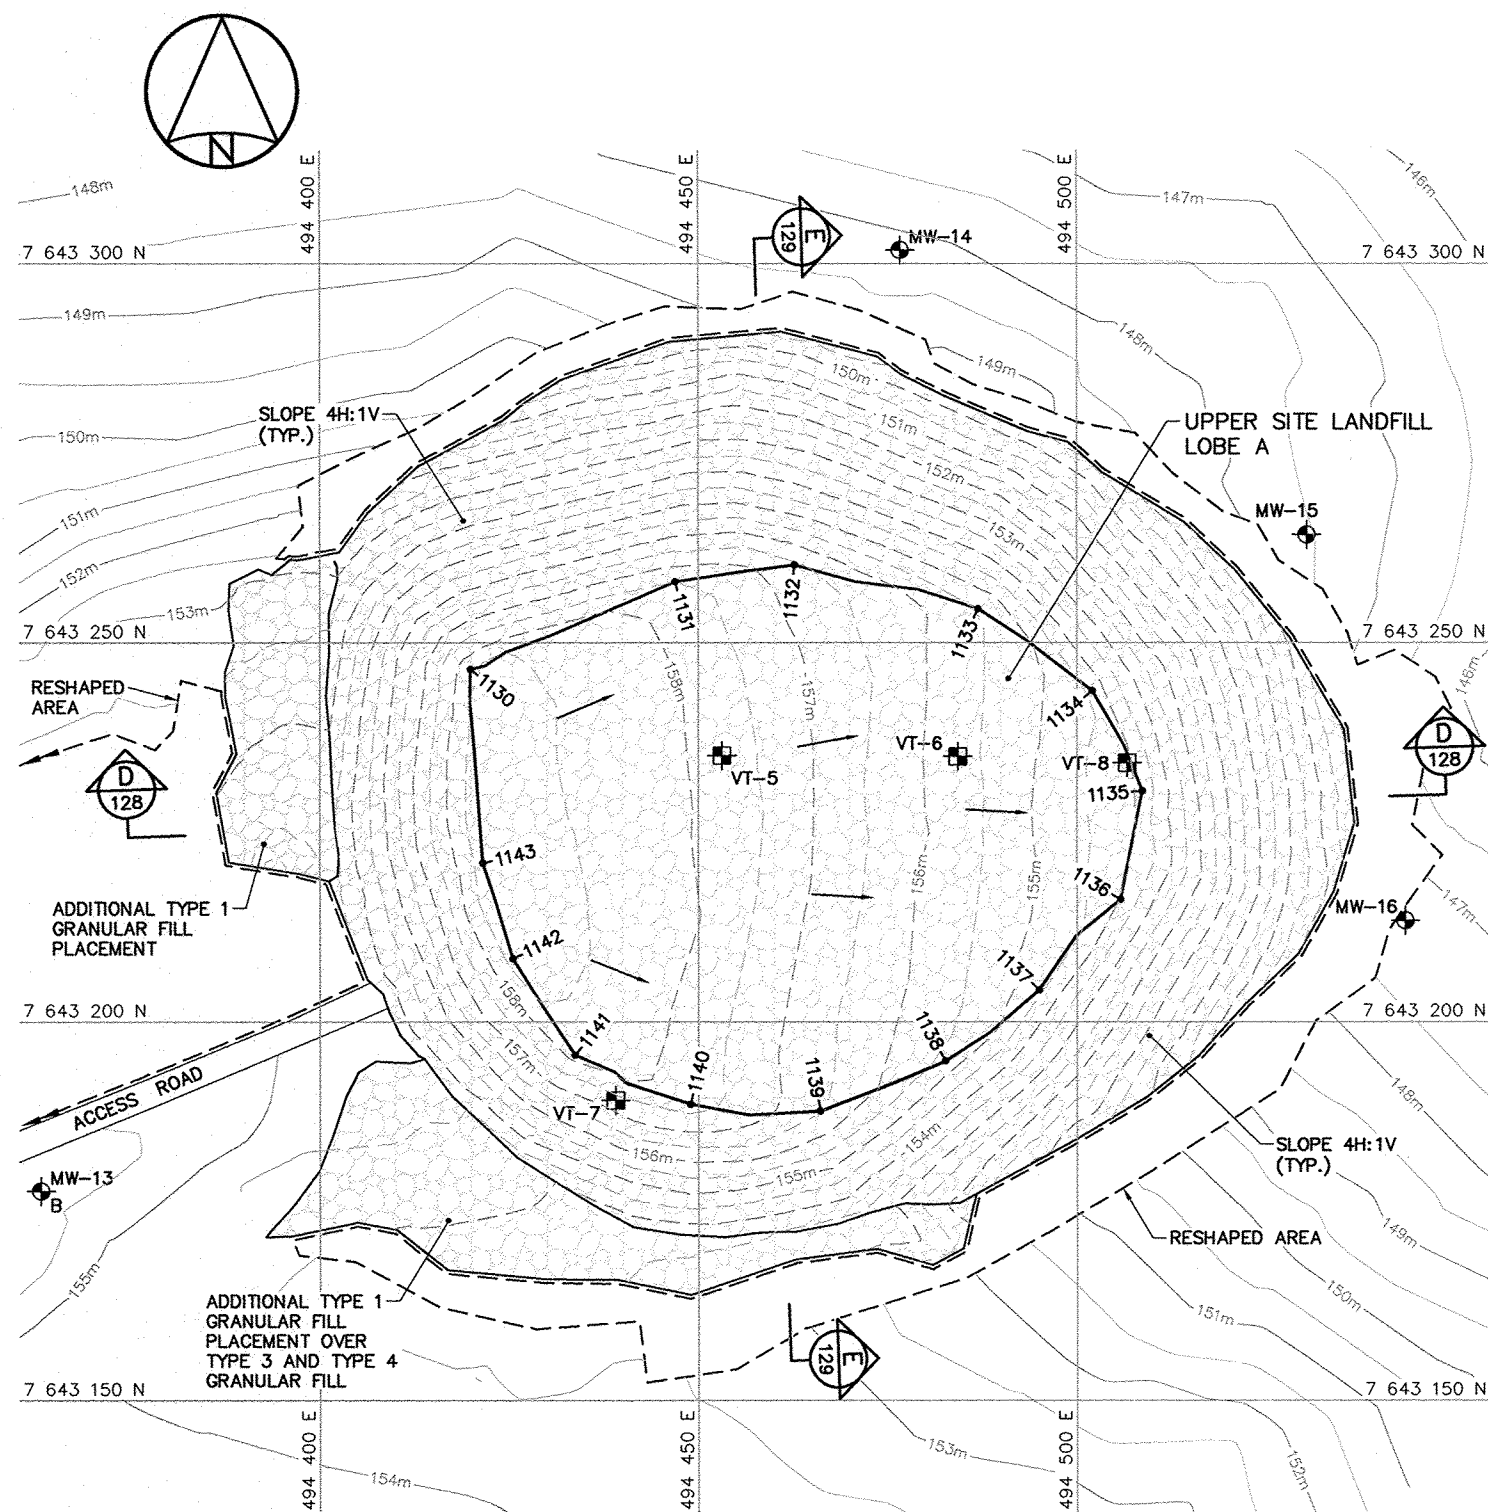 N
148m
494 400 E
494 450 E
494 500 E
146m
147m
7 643 300 N
E
129
MW-14
7 643 300 N
149m
148m
149m
150m
SLOPE 4H:1V
(TYP.)
150m
151m
UPPER SITE LANDFILL
LOBE A
152m
151m
153m
MW-15
152m
153m
7 643 250 N
1131
1132
1133
7 643 250 N
RESHAPED
AREA
1130
158m
157m
1134
146m
D
128
VT-5
VT-6
VT-8
1135
D
128
1143
156m
155m
1136
ADDITIONAL TYPE 1
GRANULAR FILL
PLACEMENT
MW-16
147m
1142
1137
158m
7 643 200 N
7 643 200 N
1141
1138
157m
1140
1139
ACCESS ROAD
VT-7
148m
156m
154m
155m
SLOPE 4H:1V
(TYP.)
MW-13
B
149m
RESHAPED AREA
155m
150m
151m
ADDITIONAL TYPE 1
GRANULAR FILL
PLACEMENT OVER
TYPE 3 AND TYPE 4
GRANULAR FILL
E
129
7 643 150 N
7 643 150 N
494 400 E
494 450 E
494 500 E
153m
152m
154m